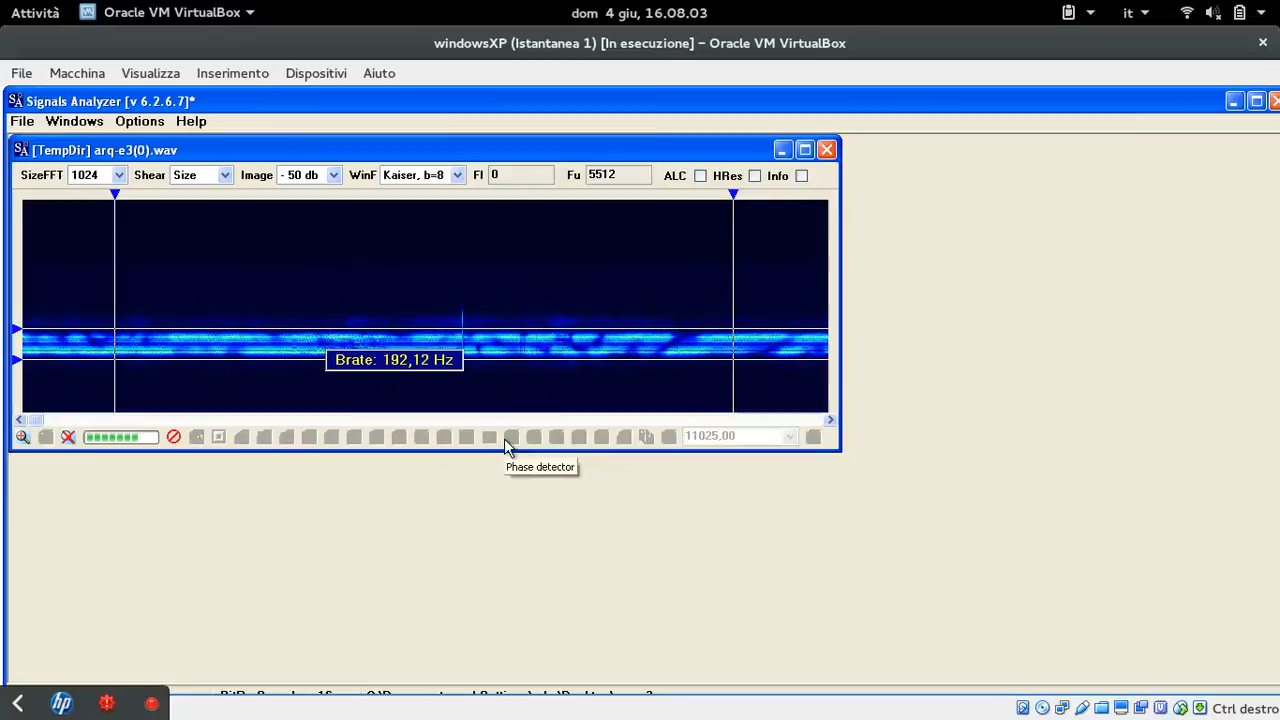 Attività Oracle VM VirtualBox dom 4 giu, 16.08.03 it
windowsXP (Istantanea 1) [In esecuzione] – Oracle VM VirtualBox
File Macchina Visualizza Inserimento Dispositivi Aiuto
Signals Analyzer [v 6.2.6.7]*
File Windows Options Help
[TempDir] arq-e3(0).wav
SizeFFT 1024 Shear Size Image - 50 db WinF Kaiser, b=8 Fl 0 Fu 5512 ALC HRes Info
Brate: 192,12 Hz
11025,00
Phase detector
hp Ctrl destro